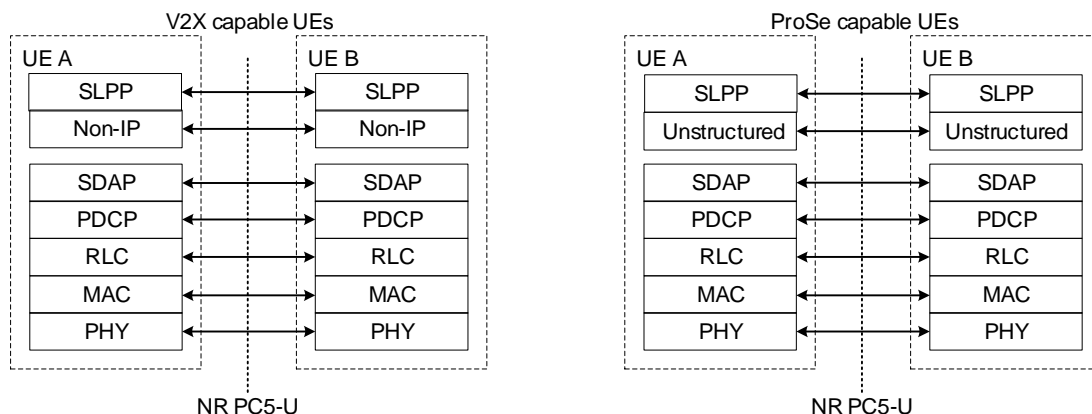 V2X capable UEs ProSe capable UEs
UE A UE B UE A UE B
SLPP SLPP SLPP SLPP
Non-IP Non-IP Unstructured Unstructured
SDAP SDAP SDAP SDAP
PDCP PDCP PDCP PDCP
RLC RLC RLC RLC
MAC MAC MAC MAC
PHY PHY PHY PHY
NR PC5-U NR PC5-U